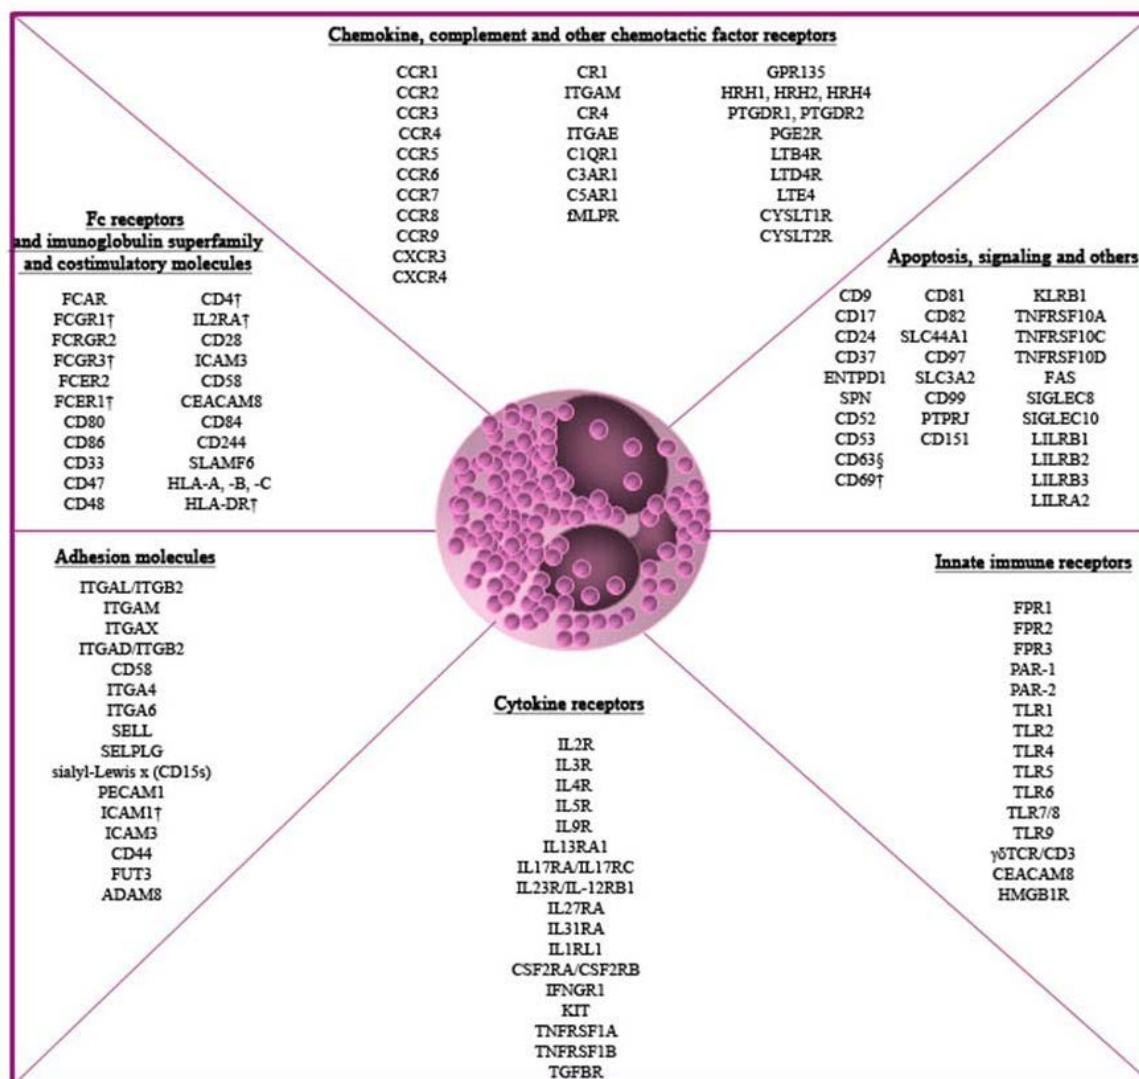 Chemokine, complement and other chemotactic factor receptors
CCR1
CCR2
CCR3
CCR4
CCR5
CCR6
CCR7
CCR8
CCR9
CXCR3
CXCR4
CR1
ITGAM
CR4
ITGAE
C1QR1
C3AR1
C5AR1
fMLPR
GPR135
HRH1, HRH2, HRH4
PTGDR1, PTGDR2
PGE2R
LTB4R
LTD4R
LTE4
CYSLT1R
CYSLT2R
Fc receptors
and imunoglobulin superfamily
and costimulatory molecules
FCAR
FCGR1†
FCRGR2
FCGR3†
FCER2
FCER1†
CD80
CD86
CD33
CD47
CD48
CD4†
IL2RA†
CD28
ICAM3
CD58
CEACAM8
CD84
CD244
SLAMF6
HLA-A, -B, -C
HLA-DR†
Apoptosis, signaling and others
CD9
CD17
CD24
CD37
ENTPD1
SPN
CD52
CD53
CD63§
CD69†
CD81
CD82
SLC44A1
CD97
SLC3A2
CD99
PTPRJ
CD151
KLRB1
TNFRSF10A
TNFRSF10C
TNFRSF10D
FAS
SIGLEC8
SIGLEC10
LILRB1
LILRB2
LILRB3
LILRA2
Adhesion molecules
ITGAL/ITGB2
ITGAM
ITGAX
ITGAD/ITGB2
CD58
ITGA4
ITGA6
SELL
SELPLG
sialyl-Lewis x (CD15s)
PECAM1
ICAM1†
ICAM3
CD44
FUT3
ADAM8
Cytokine receptors
IL2R
IL3R
IL4R
IL5R
IL9R
IL13RA1
IL17RA/IL17RC
IL23R/IL-12RB1
IL27RA
IL31RA
IL1RL1
CSF2RA/CSF2RB
IFNGR1
KIT
TNFRSF1A
TNFRSF1B
TGFBR
Innate immune receptors
FPR1
FPR2
FPR3
PAR-1
PAR-2
TLR1
TLR2
TLR4
TLR5
TLR6
TLR7/8
TLR9
γδTCR/CD3
CEACAM8
HMGB1R